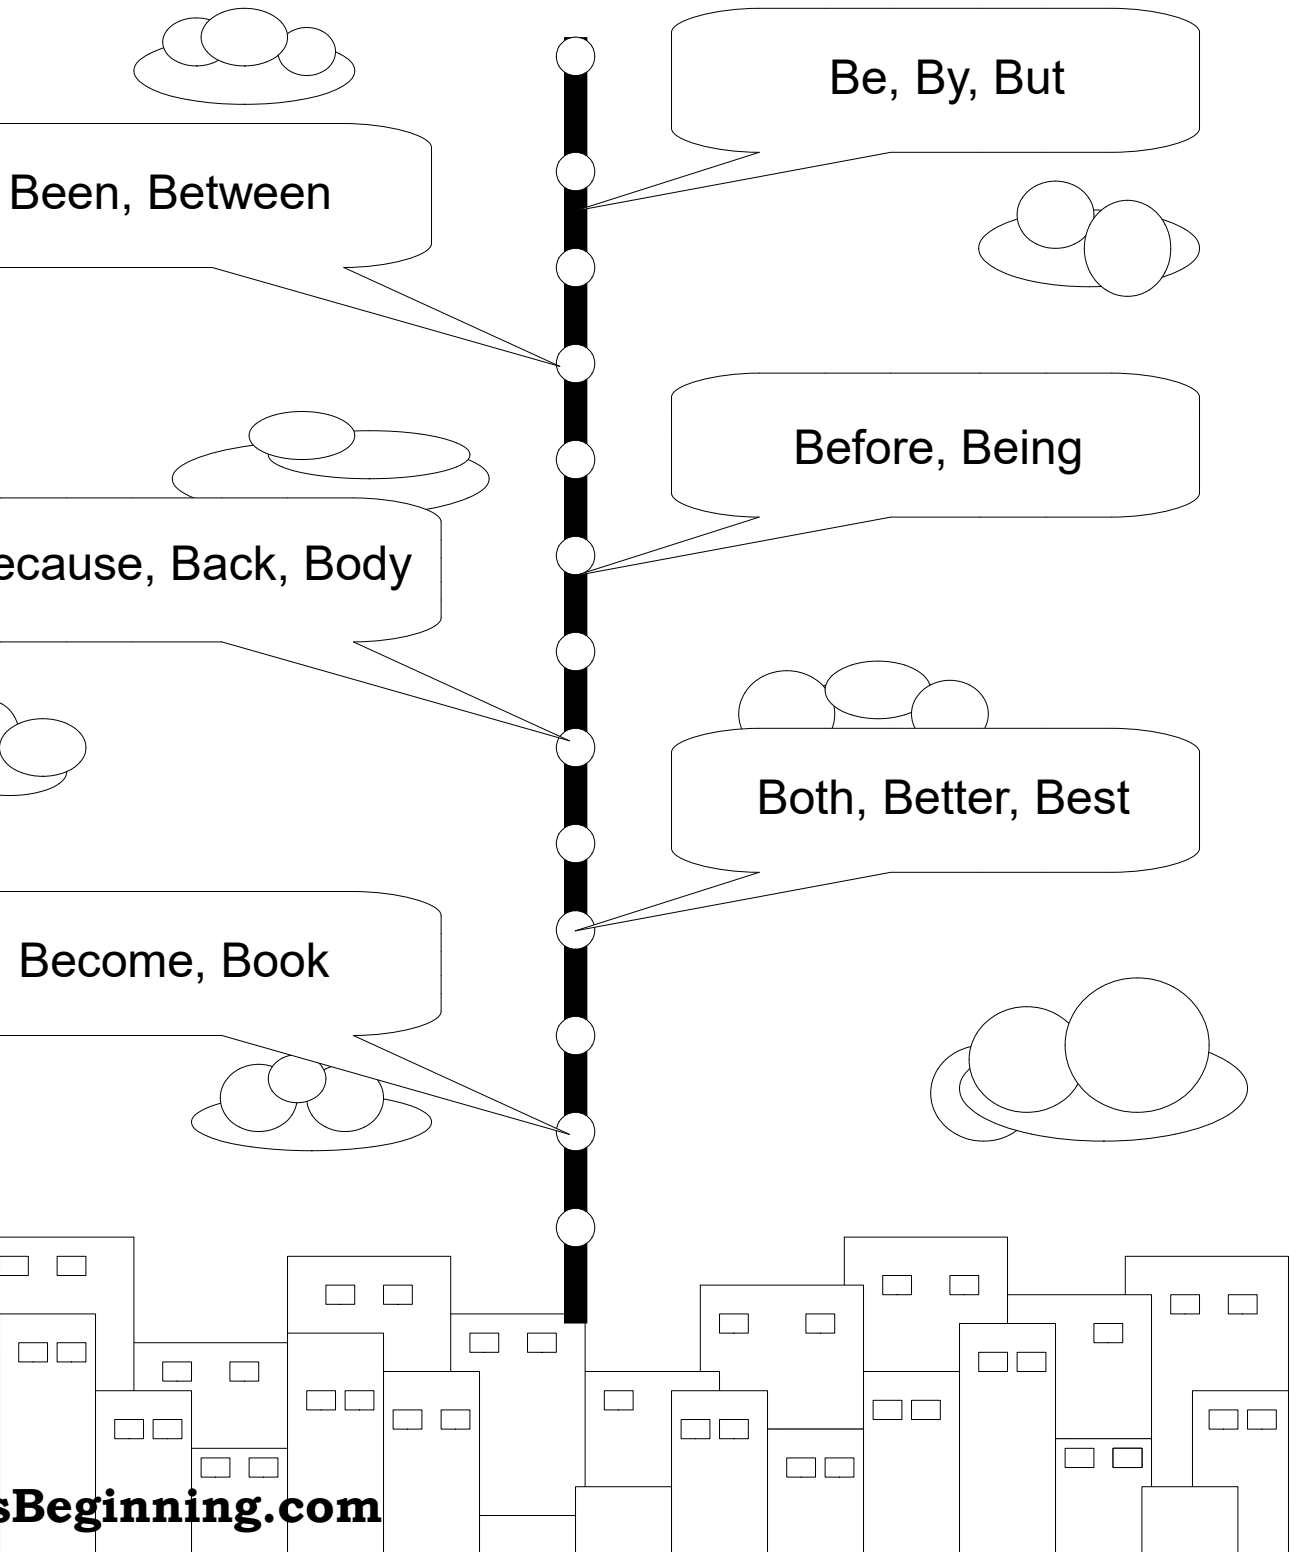 Be, By, But
Been, Between
Before, Being
ecause, Back, Body
Both, Better, Best
Become, Book
sBeginning.com